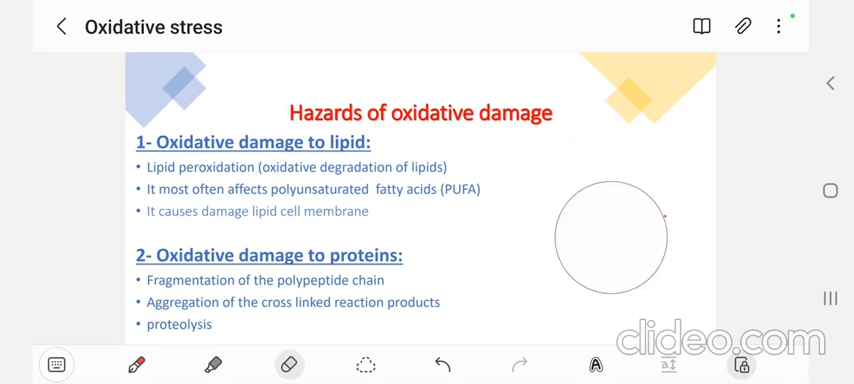 Oxidative stress
Hazards of oxidative damage
1- Oxidative damage to lipid:
• Lipid peroxidation (oxidative degradation of lipids)
• It most often affects polyunsaturated fatty acids (PUFA)
• It causes damage lipid cell membrane
2- Oxidative damage to proteins:
• Fragmentation of the polypeptide chain
• Aggregation of the cross linked reaction products
• proteolysis
clideo.com